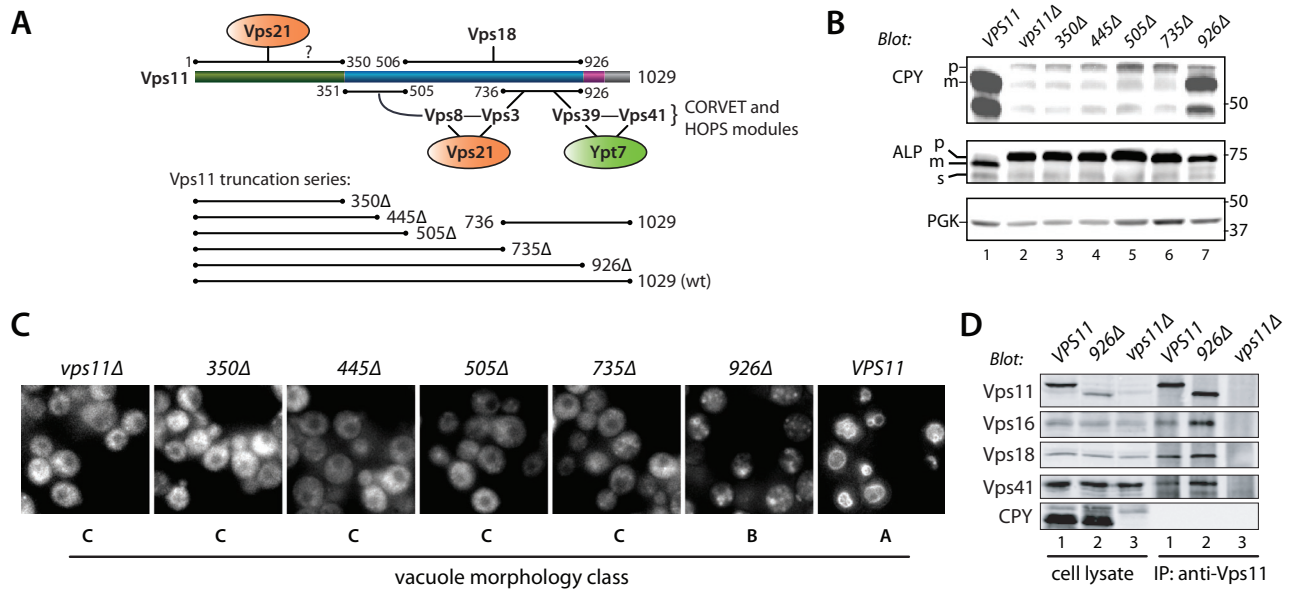 A
Vps21
?
Vps18
1 350 506 926
Vps11 1029
351 505 736 926
Vps8—Vps3 Vps39—Vps41 } CORVET and HOPS modules
Vps21 Ypt7
Vps11 truncation series:
350Δ
445Δ 736 1029
505Δ
735Δ
926Δ
1029 (wt)
B
Blot: VPS11 vps11Δ 350Δ 445Δ 505Δ 735Δ 926Δ
CPY p
m
-50
ALP p
m
s
-75
PGK–
-50
-37
1 2 3 4 5 6 7
C
vps11Δ 350Δ 445Δ 505Δ 735Δ 926Δ VPS11
C C C C C B A
vacuole morphology class
D
Blot: VPS11 926Δ vps11Δ VPS11 926Δ vps11Δ
Vps11
Vps16
Vps18
Vps41
CPY
1 2 3 1 2 3
cell lysate IP: anti-Vps11